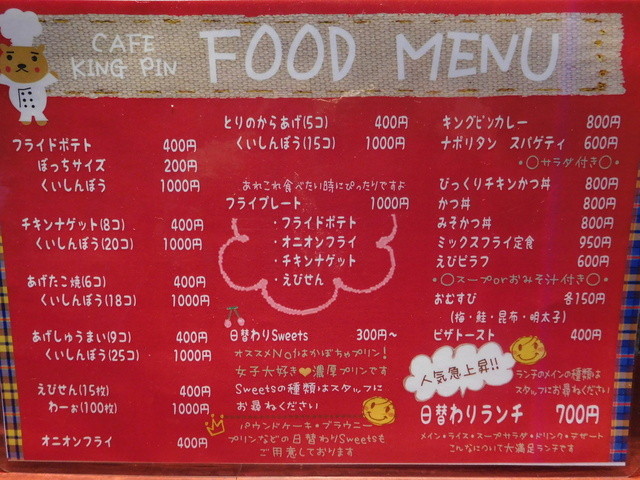 CAFE
KING PIN
FOOD MENU
フライドポテト 400円
ぼっちサイズ 200円
くいしんぼう 1000円
チキンナゲット(8コ) 400円
くいしんぼう(20コ) 1000円
あげたこ焼(6コ) 400円
くいしんぼう(18コ) 1000円
あげしゅうまい(9コ) 400円
くいしんぼう(25コ) 1000円
えびせん(15枚) 400円
わーぉ(100枚) 1000円
オニオンフライ 400円
とりのからあげ(5コ) 400円
くいしんぼう(15コ) 1000円
あれこれ食べたい時にぴったりですよ
フライプレート 1000円
・フライドポテト
・オニオンフライ
・チキンナゲット
・えびせん
日替わりSweets 300円~
オススメNo1はかぼちゃプリン!
女子大好き♥濃厚プリン
Sweetsの種類はスタッフに
お尋ねください
パウンドケーキ・ブラウニー
プリンなどの日替わりSweetsも
ご用意しております
キングピンカレー 800円
ナポリタン スパゲティ 600円
・○サラダ付き○・
びっくりチキンかつ丼 800円
かつ丼 800円
みそかつ丼 800円
ミックスフライ定食 950円
えびピラフ 600円
・○スープorおみそ汁付き○・
おむすび 各150円
(梅・鮭・昆布・明太子)
ピザトースト 400円
人気急上昇!!
ランチのメインの種類は
スタッフにお尋ねください
日替わりランチ 700円
メイン・ライス・スープサラダ・ドリンク・デザート
こんなについて大満足ランチです